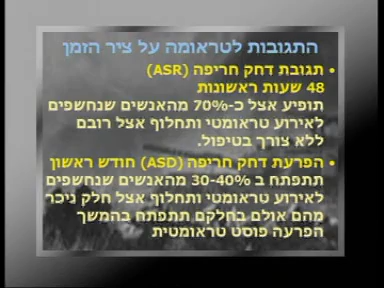 התגובות לטראומה על ציר הזמן
• תגובת דחק חריפה (ASR)
48 שעות ראשונות
תופיע אצל כ-70% מהאנשים שנחשפים
לאירוע טראומטי ותחלוף אצל רובם
ללא צורך בטיפול.
• הפרעת דחק חריפה (ASD) חודש ראשון
תתפתח ב 30-40% מהאנשים שנחשפים
לאירוע טראומטי ותחלוף אצל חלק ניכר
מהם אולם בחלקם תתפתח בהמשך
הפרעה פוסט טראומטית